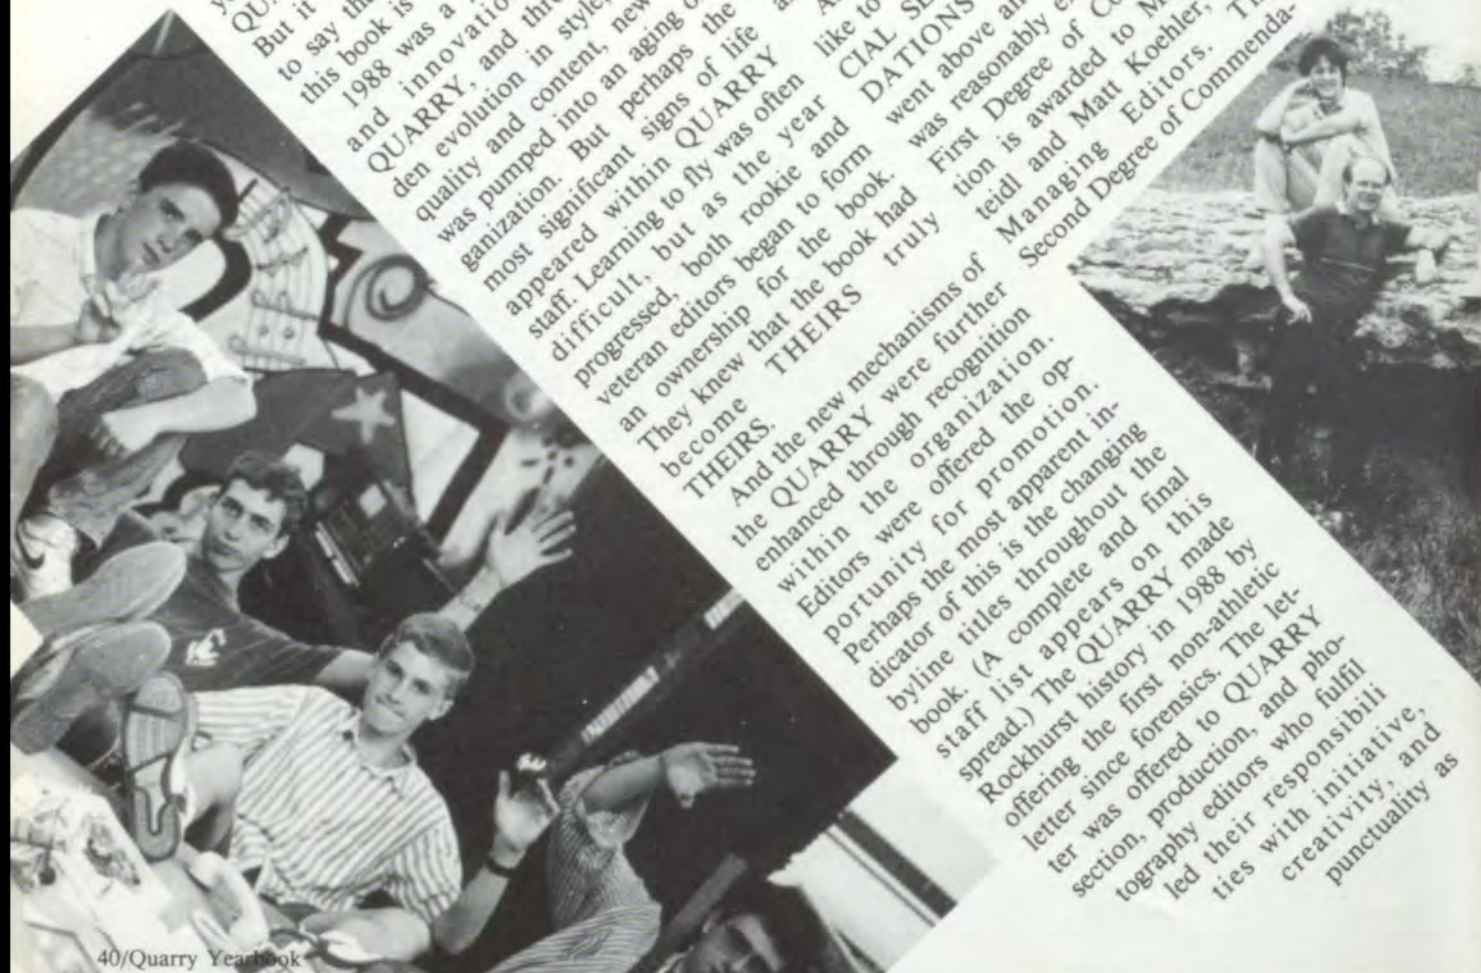 QUA
But it
to say tha
this book is
1988 was a
and innovation
QUARRY, and thro
den evolution in style,
quality and content, new
was pumped into an aging o
ganization. But perhaps the
most significant signs of life
appeared within QUARRY
staff. Learning to fly was often
difficult, but as the year
progressed, both rookie and
veteran editors began to form
an ownership for the book.
They knew that the book had
become THEIRS truly
THEIRS.
And the new mechanisms of
the QUARRY were further
enhanced through recognition
within the organization.
Editors were offered the op-
portunity for promotion.
Perhaps the most apparent in-
dicator of this is the changing
byline titles throughout the
book. (A complete and final
staff list appears on this
spread.) The QUARRY made
Rockhurst history in 1988 by
offering the first non-athletic
letter since forensics. The let-
ter was offered to QUARRY
section, production, and pho-
tography editors who fulfil
led their responsibili
ties with initiative,
creativity, and
punctuality as
like to
CIAL SE
DATIONS
went above an
was reasonably e
First Degree of Co
tion is awarded to M
teidl and Matt Koehler,
Managing Editors. T
Second Degree of Commenda-
40/Quarry Yearbook